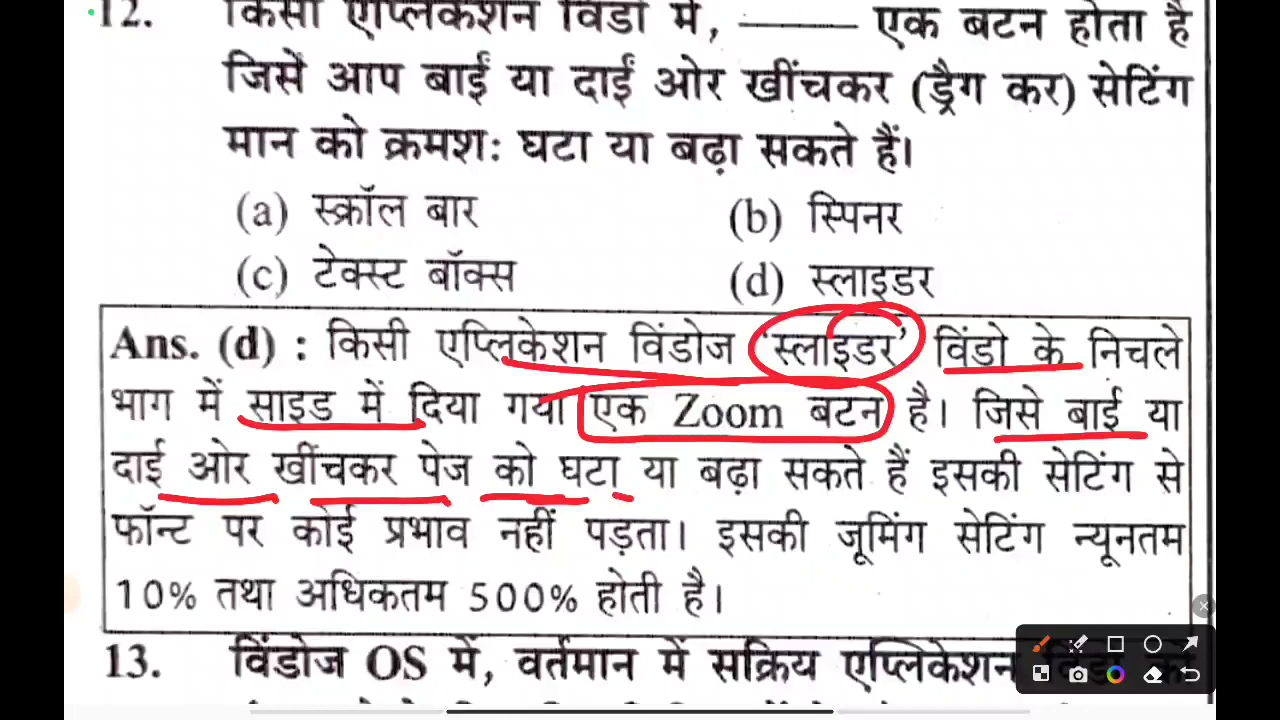 12. किसी एप्लिकेशन विंडो में, ——— एक बटन होता है
जिसें आप बाईं या दाईं ओर खींचकर (ड्रैग कर) सेटिंग
मान को क्रमशः घटा या बढ़ा सकते हैं।
(a) स्क्रॉल बार (b) स्पिनर
(c) टेक्स्ट बॉक्स (d) स्लाइडर
Ans. (d) : किसी एप्लिकेशन विंडोज 'स्लाइडर' विंडो के निचले
भाग में साइड में दिया गया एक Zoom बटन है। जिसे बाईं या
दाईं ओर खींचकर पेज को घटा या बढ़ा सकते हैं इसकी सेटिंग से
फॉन्ट पर कोई प्रभाव नहीं पड़ता। इसकी जूमिंग सेटिंग न्यूनतम
10% तथा अधिकतम 500% होती है।
13. विंडोज OS में, वर्तमान में सक्रिय एप्लिकेशन